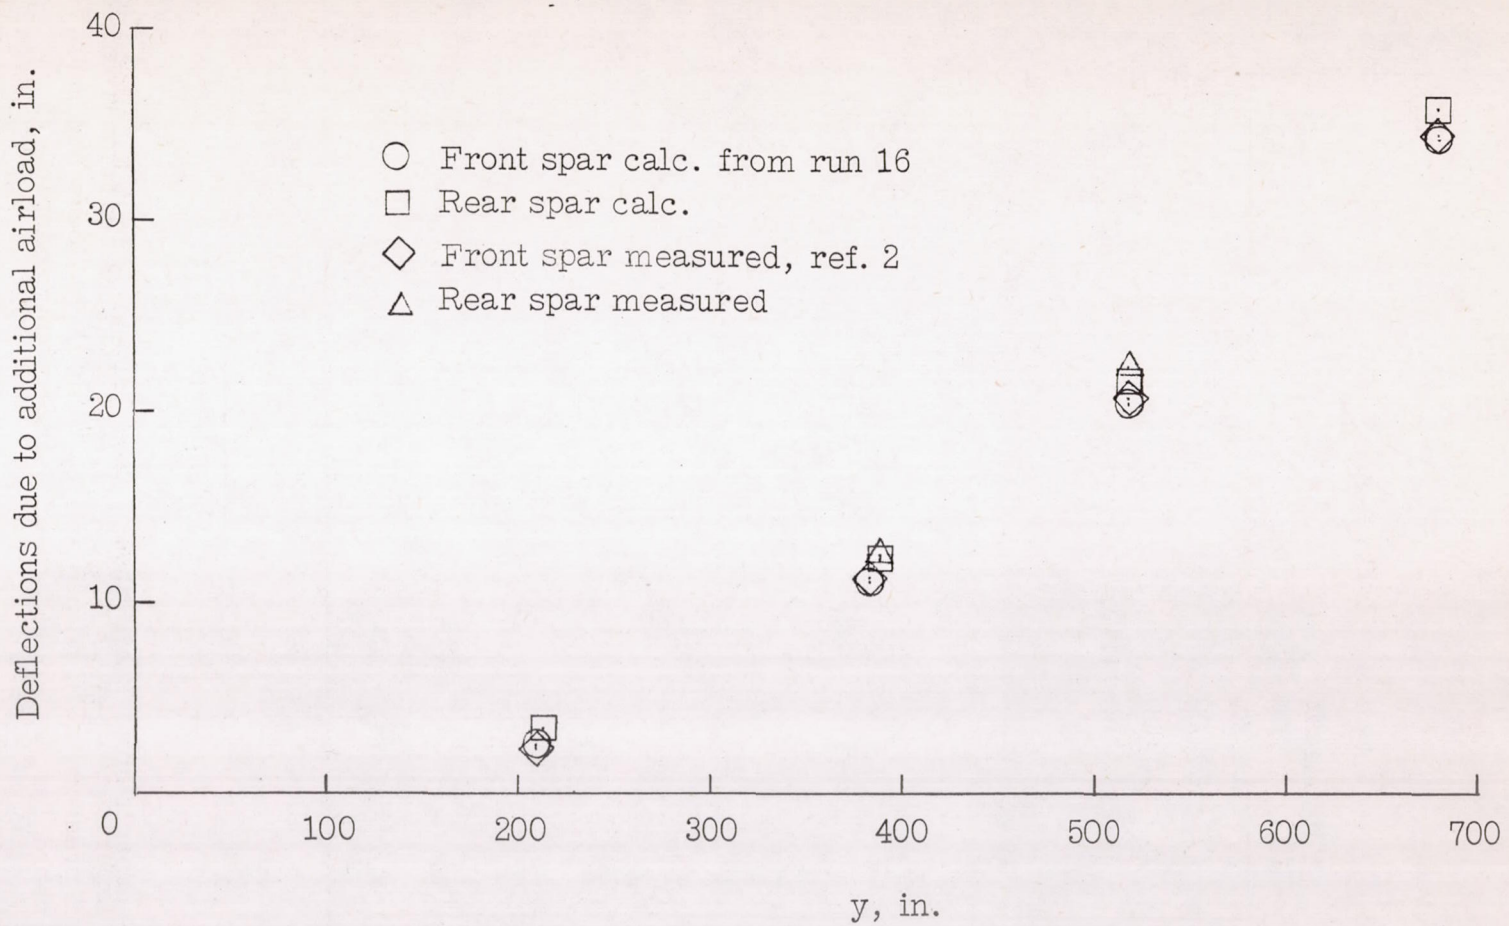 40
30
20
10
0
100
200
300
400
500
600
700
Deflections due to additional airload, in.
Front spar calc. from run 16
Rear spar calc.
Front spar measured, ref. 2
Rear spar measured
y, in.